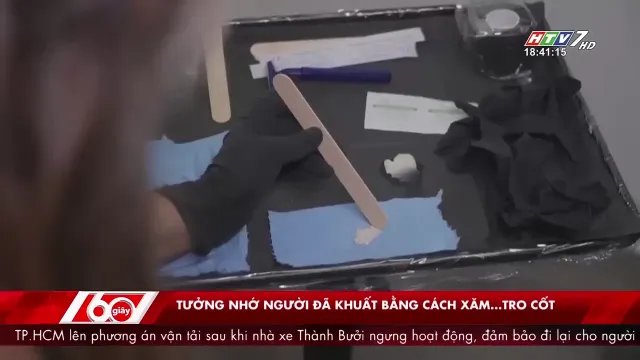 HTV7 HD
18:41:15
60 giây
TƯỞNG NHỚ NGƯỜI ĐÃ KHUẤT BẰNG CÁCH XĂM...TRO CỐT
TP.HCM lên phương án vận tải sau khi nhà xe Thành Bưởi ngưng hoạt động, đảm bảo đi lại cho người